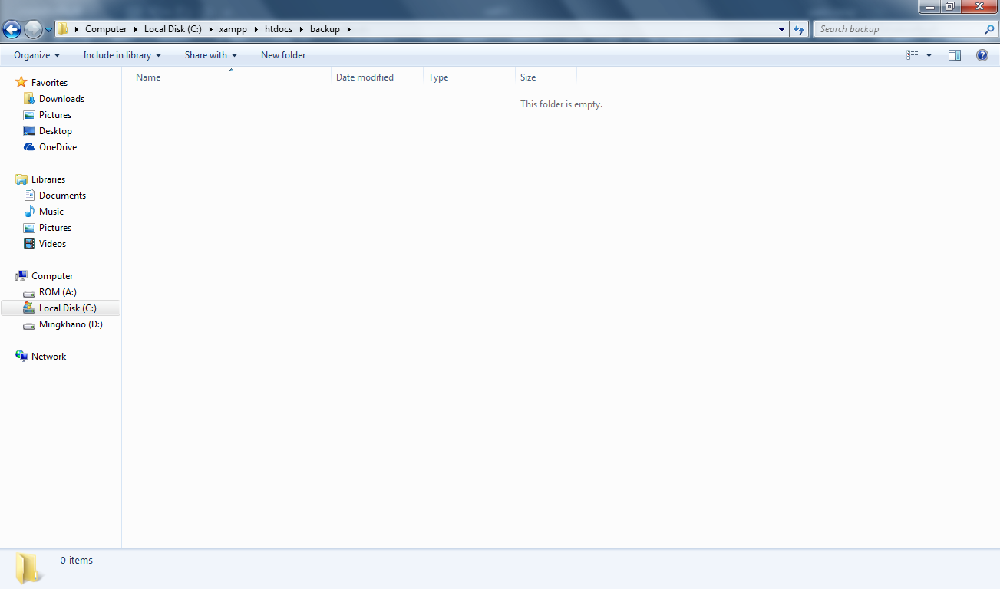 Computer Local Disk (C:) xampp htdocs backup Search backup
Organize Include in library Share with New folder
Name Date modified Type Size
This folder is empty.
Favorites
Downloads
Pictures
Desktop
OneDrive
Libraries
Documents
Music
Pictures
Videos
Computer
ROM (A:)
Local Disk (C:)
Mingkhano (D:)
Network
0 items